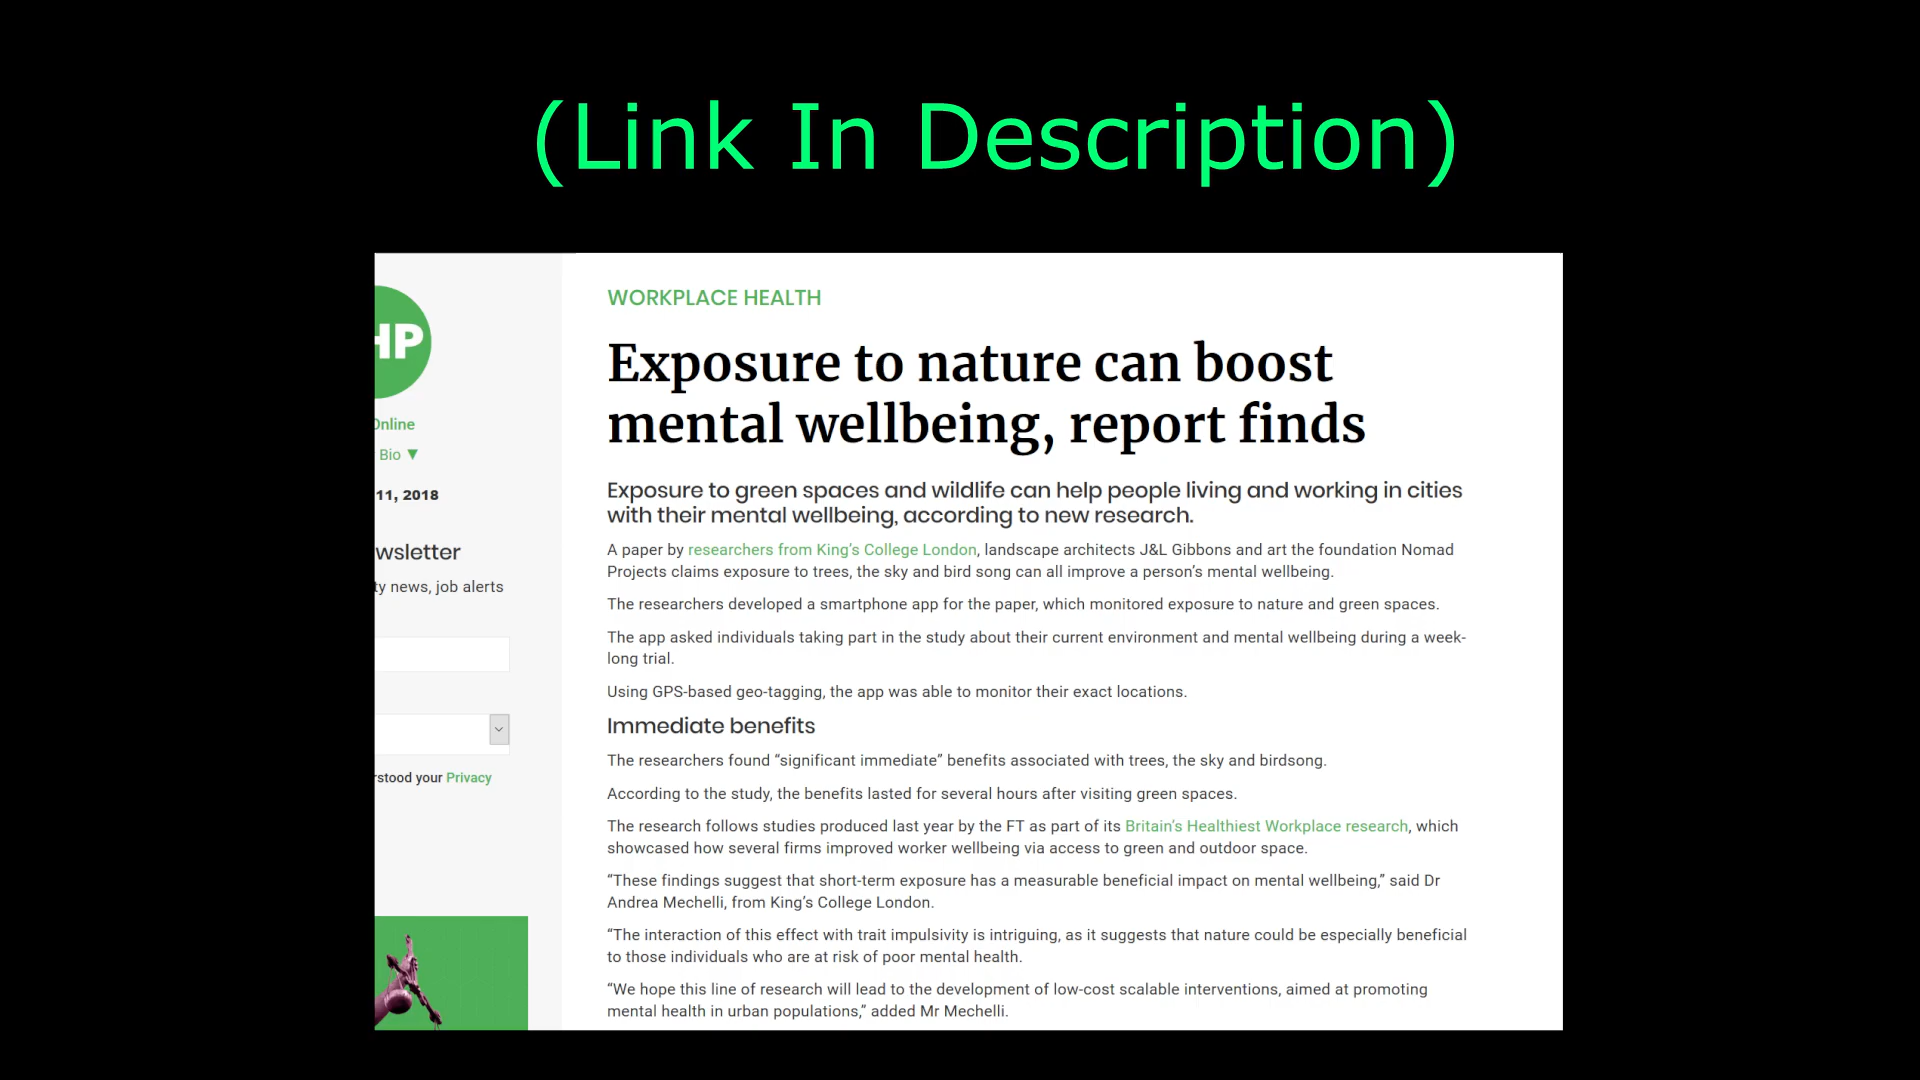 (Link In Description)
HP
Online
Bio ▼
11, 2018
wsletter
ty news, job alerts
rstood your Privacy
WORKPLACE HEALTH
Exposure to nature can boost
mental wellbeing, report finds
Exposure to green spaces and wildlife can help people living and working in cities
with their mental wellbeing, according to new research.
A paper by researchers from King’s College London, landscape architects J&L Gibbons and art the foundation Nomad
Projects claims exposure to trees, the sky and bird song can all improve a person’s mental wellbeing.
The researchers developed a smartphone app for the paper, which monitored exposure to nature and green spaces.
The app asked individuals taking part in the study about their current environment and mental wellbeing during a week-
long trial.
Using GPS-based geo-tagging, the app was able to monitor their exact locations.
Immediate benefits
The researchers found “significant immediate” benefits associated with trees, the sky and birdsong.
According to the study, the benefits lasted for several hours after visiting green spaces.
The research follows studies produced last year by the FT as part of its Britain’s Healthiest Workplace research, which
showcased how several firms improved worker wellbeing via access to green and outdoor space.
“These findings suggest that short-term exposure has a measurable beneficial impact on mental wellbeing,” said Dr
Andrea Mechelli, from King’s College London.
“The interaction of this effect with trait impulsivity is intriguing, as it suggests that nature could be especially beneficial
to those individuals who are at risk of poor mental health.
“We hope this line of research will lead to the development of low-cost scalable interventions, aimed at promoting
mental health in urban populations,” added Mr Mechelli.